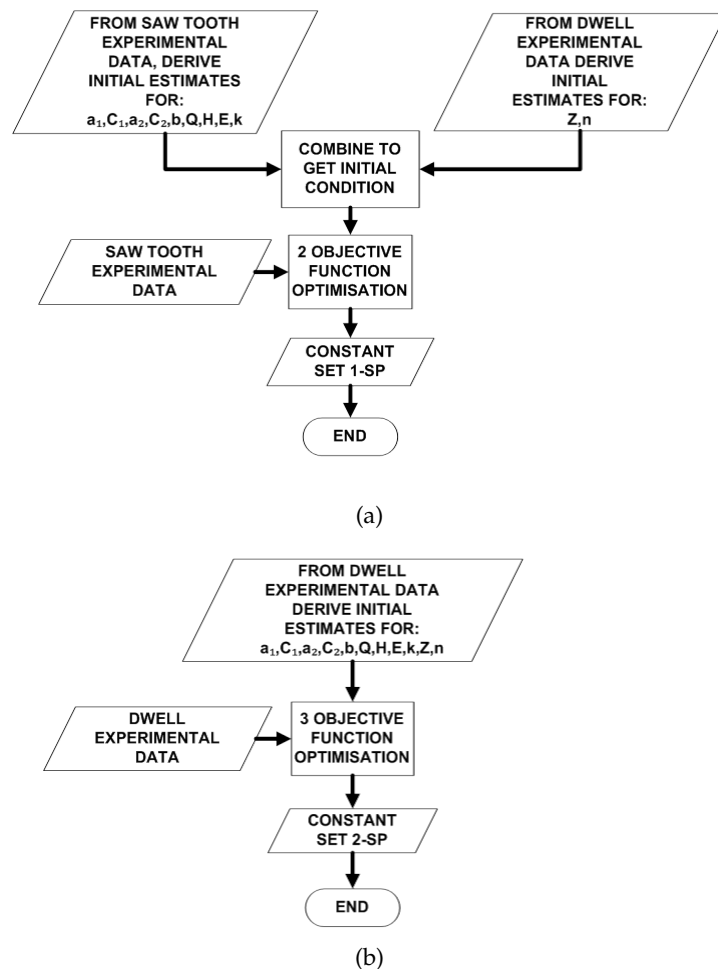 FROM SAW TOOTH
EXPERIMENTAL
DATA, DERIVE
INITIAL ESTIMATES
FOR:
a₁,C₁,a₂,C₂,b,Q,H,E,k
FROM DWELL
EXPERIMENTAL
DATA DERIVE
INITIAL
ESTIMATES FOR:
Z,n
COMBINE TO
GET INITIAL
CONDITION
SAW TOOTH
EXPERIMENTAL
DATA
2 OBJECTIVE
FUNCTION
OPTIMISATION
CONSTANT
SET 1-SP
END
(a)
FROM DWELL
EXPERIMENTAL DATA
DERIVE INITIAL
ESTIMATES FOR:
a₁,C₁,a₂,C₂,b,Q,H,E,k,Z,n
DWELL
EXPERIMENTAL
DATA
3 OBJECTIVE
FUNCTION
OPTIMISATION
CONSTANT
SET 2-SP
END
(b)